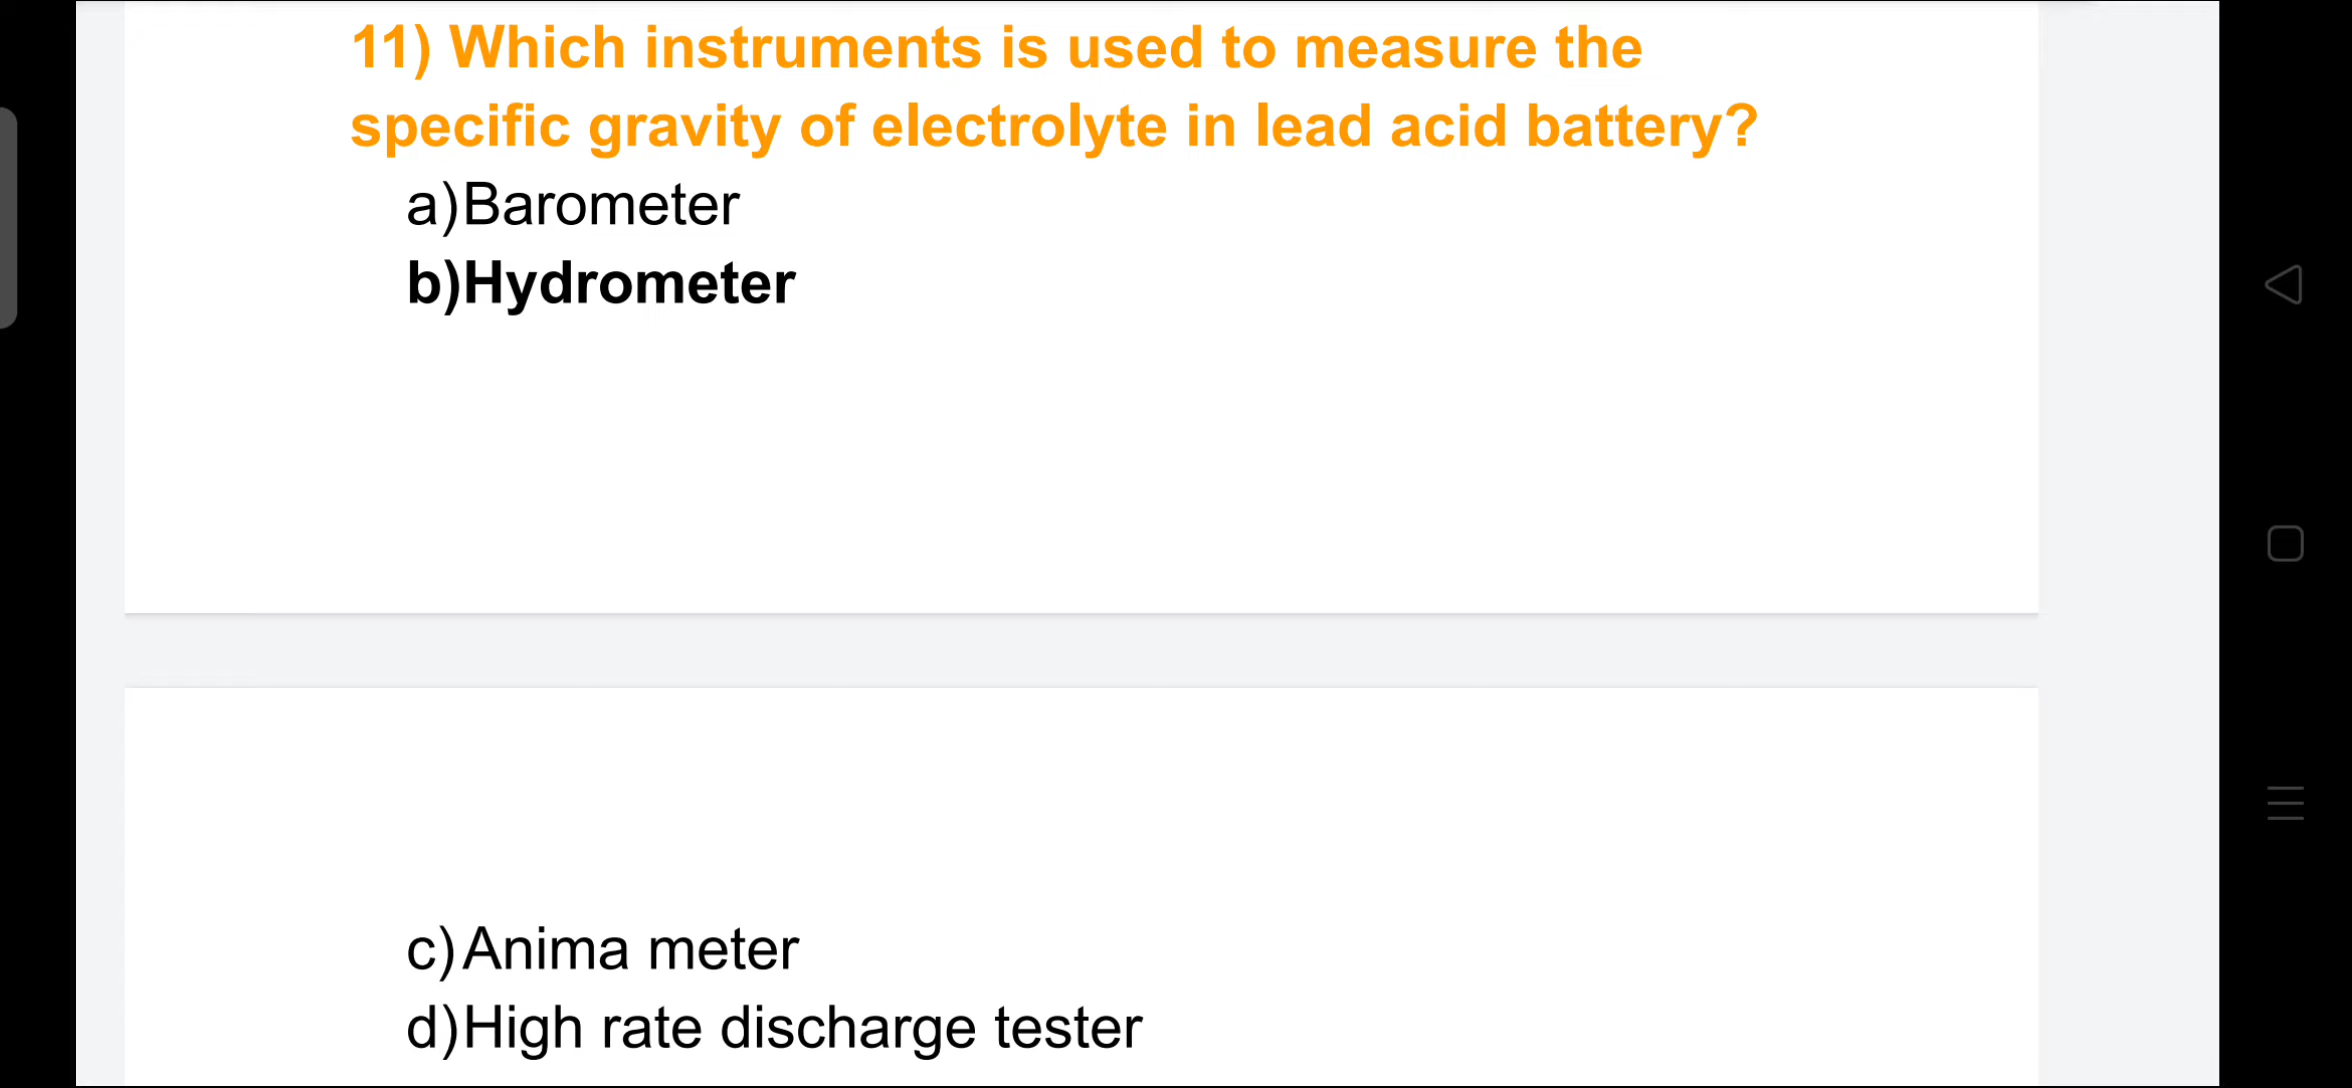 11) Which instruments is used to measure the
specific gravity of electrolyte in lead acid battery?
a)Barometer
b)Hydrometer
c)Anima meter
d)High rate discharge tester